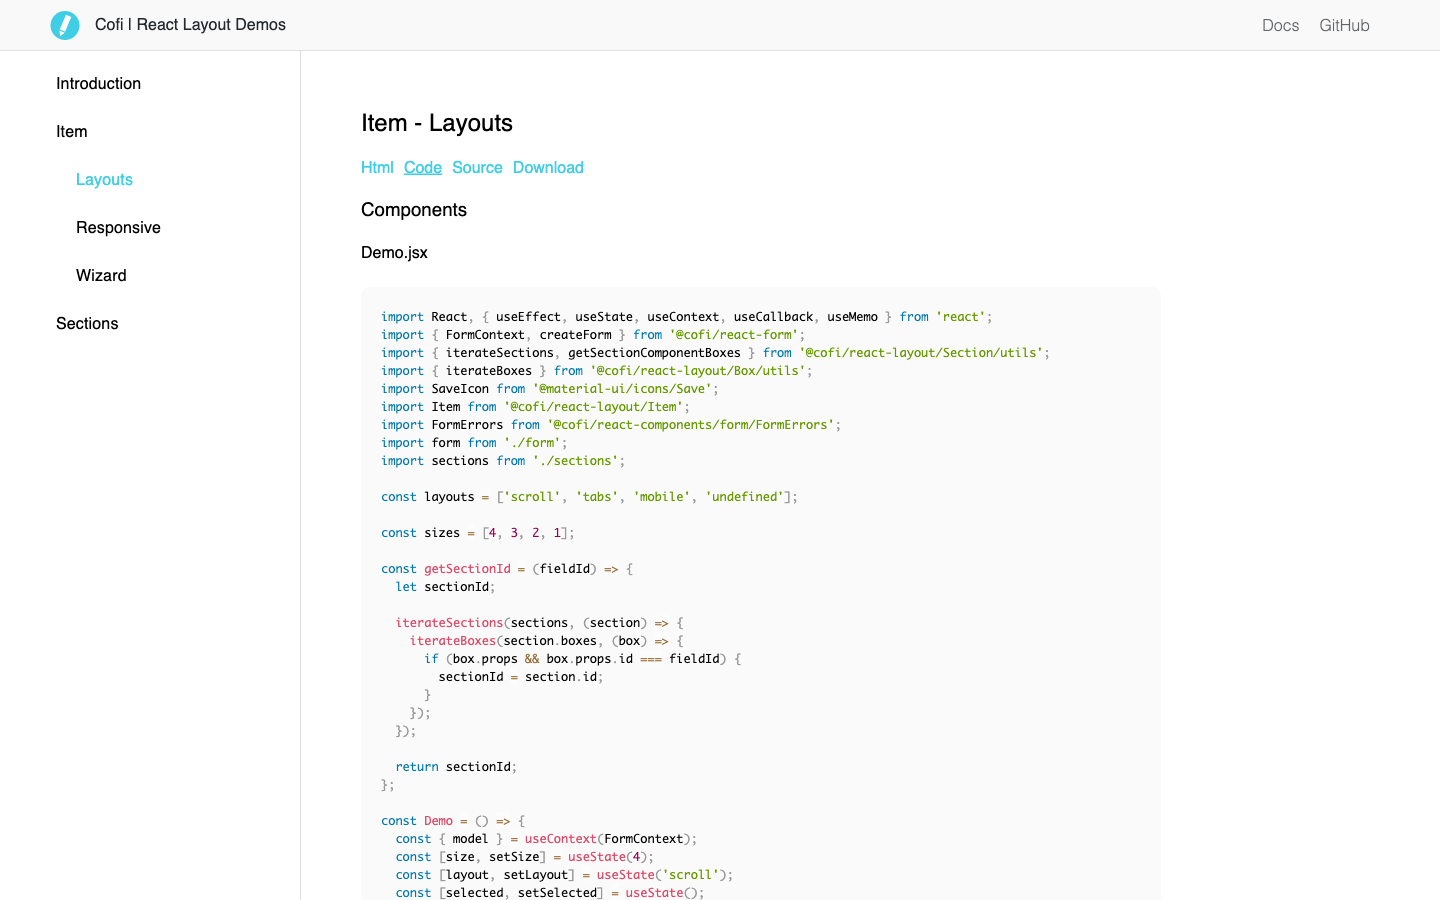 Cofi | React Layout Demos
Docs GitHub
Introduction
Item
Layouts
Responsive
Wizard
Sections
Item - Layouts
Html Code Source Download
Components
Demo.jsx
import React, { useEffect, useState, useContext, useCallback, useMemo } from 'react';
import { FormContext, createForm } from '@cofi/react-form';
import { iterateSections, getSectionComponentBoxes } from '@cofi/react-layout/Section/utils';
import { iterateBoxes } from '@cofi/react-layout/Box/utils';
import SaveIcon from '@material-ui/icons/Save';
import Item from '@cofi/react-layout/Item';
import FormErrors from '@cofi/react-components/form/FormErrors';
import form from './form';
import sections from './sections';
const layouts = ['scroll', 'tabs', 'mobile', 'undefined'];
const sizes = [4, 3, 2, 1];
const getSectionId = (fieldId) => {
  let sectionId;
  iterateSections(sections, (section) => {
    iterateBoxes(section.boxes, (box) => {
      if (box.props && box.props.id === fieldId) {
        sectionId = section.id;
      }
    });
  });
  return sectionId;
};
const Demo = () => {
  const { model } = useContext(FormContext);
  const [size, setSize] = useState(4);
  const [layout, setLayout] = useState('scroll');
  const [selected, setSelected] = useState();